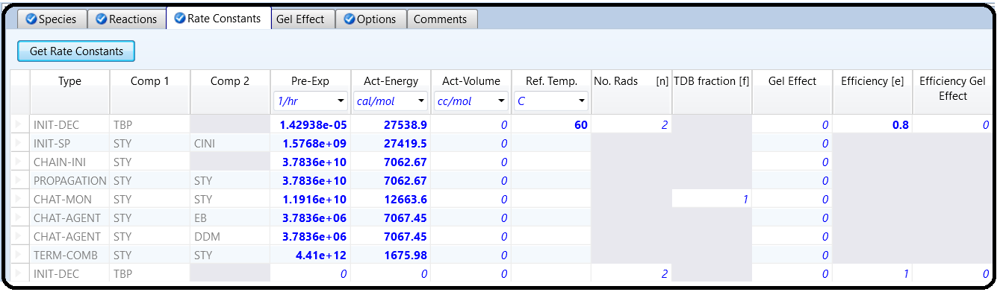 Species Reactions Rate Constants Gel Effect Options Comments
Get Rate Constants
Type Comp 1 Comp 2 Pre-Exp Act-Energy Act-Volume Ref. Temp. No. Rads [n] TDB fraction [f] Gel Effect Efficiency [e] Efficiency Gel Effect
1/hr cal/mol cc/mol C
INIT-DEC TBP 1.42938e-05 27538.9 0 60 2 0 0.8 0
INIT-SP STY CINI 1.5768e+09 27419.5 0 0
CHAIN-INI STY 3.7836e+10 7062.67 0 0
PROPAGATION STY STY 3.7836e+10 7062.67 0 0
CHAT-MON STY STY 1.1916e+10 12663.6 0 1 0
CHAT-AGENT STY EB 3.7836e+06 7067.45 0 0
CHAT-AGENT STY DDM 3.7836e+06 7067.45 0 0
TERM-COMB STY STY 4.41e+12 1675.98 0 0
INIT-DEC TBP 0 0 0 2 0 1 0